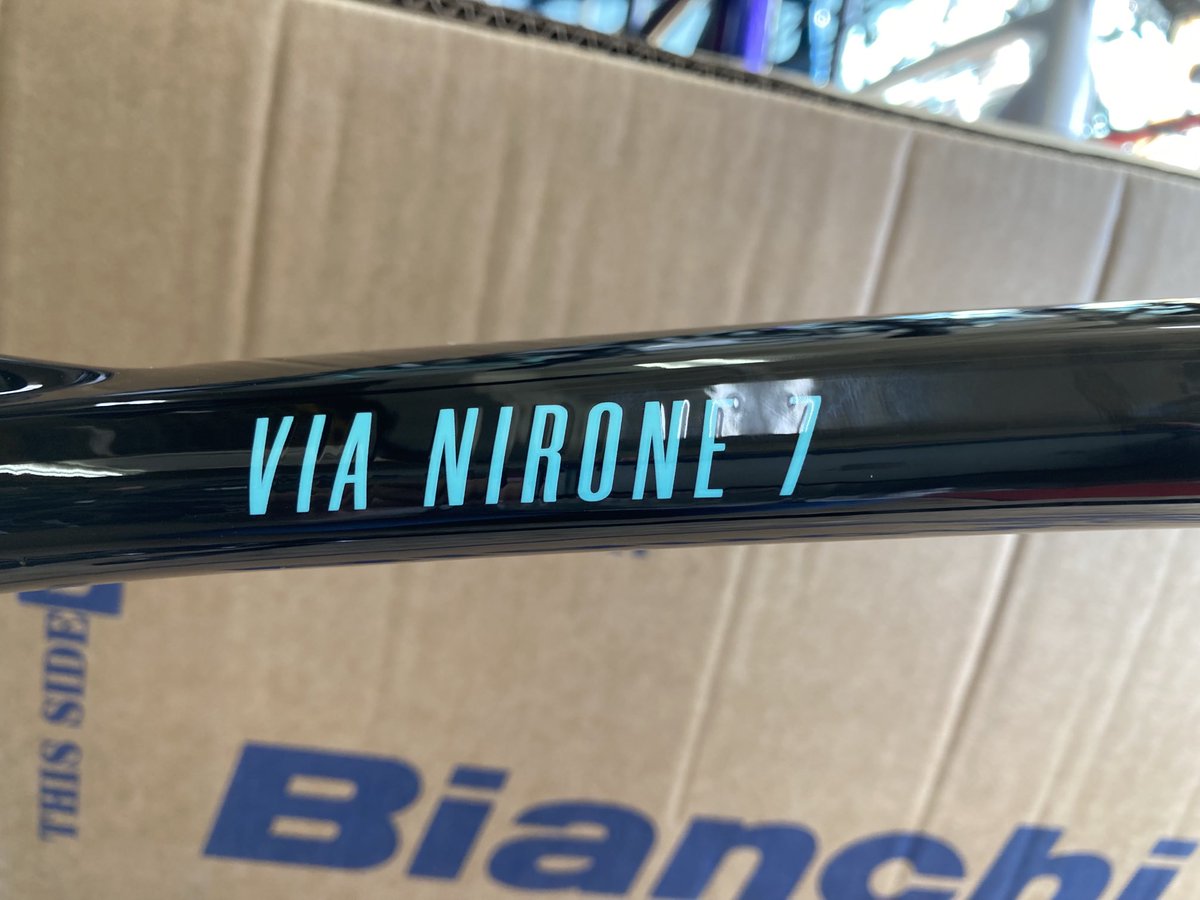 VIA NIRONE 7
THIS SIDE
Bianchi